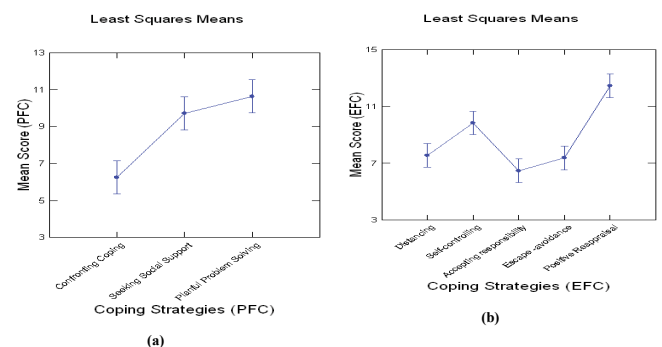 Least Squares Means
13
11
9
7
5
3
Mean Score (PFC)
Confronting Coping
Seeking Social Support
Planful Problem Solving
Coping Strategies (PFC)
(a)
Least Squares Means
15
11
7
3
Mean Score (EFC)
Distancing
Self-controlling
Accepting responsibility
Escape -avoidance
Positive Reappraisal
Coping Strategies (EFC)
(b)